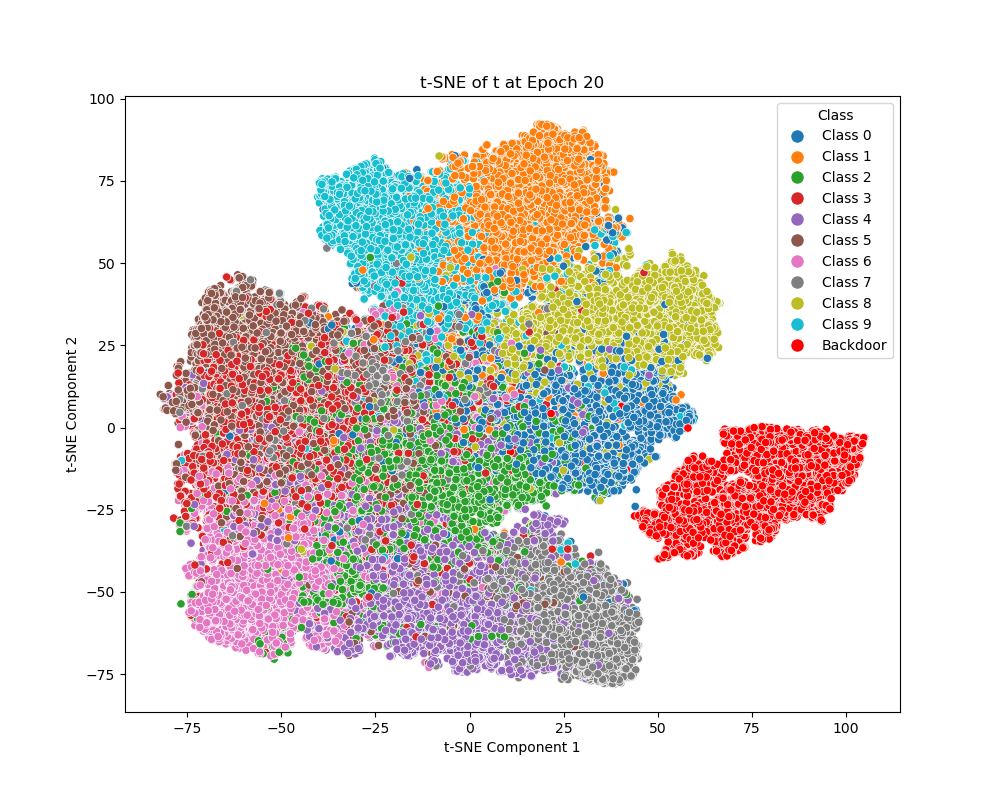 t-SNE of t at Epoch 20
Class
Class 0
Class 1
Class 2
Class 3
Class 4
Class 5
Class 6
Class 7
Class 8
Class 9
Backdoor
t-SNE Component 2
100
75
50
25
0
−25
−50
−75
−75
−50
−25
0
25
50
75
100
t-SNE Component 1